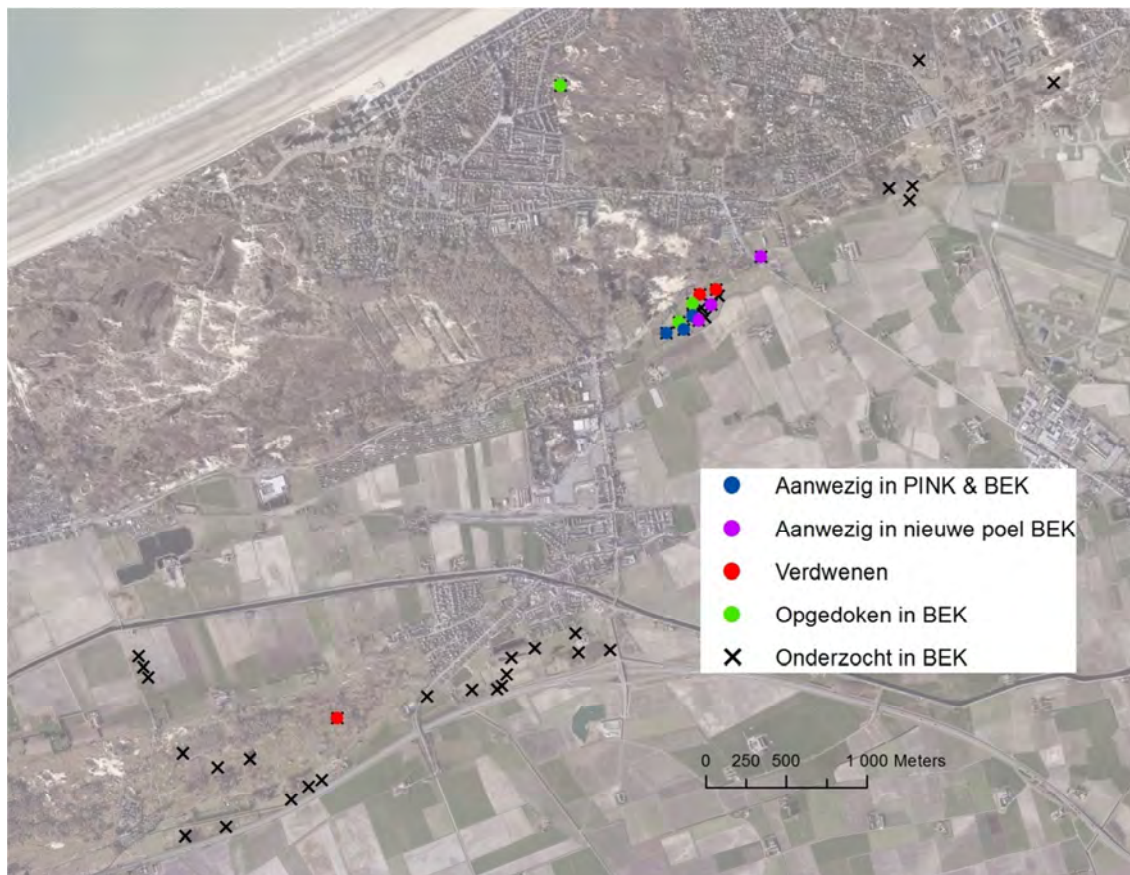 Aanwezig in PINK & BEK
Aanwezig in nieuwe poel BEK
Verdwenen
Opgedoken in BEK
Onderzocht in BEK
0 250 500 1 000 Meters